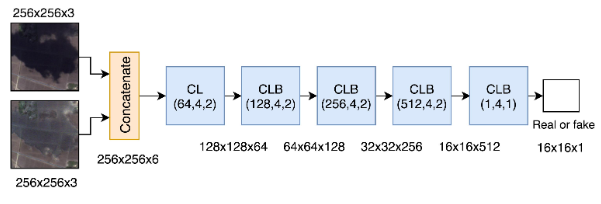 256x256x3
256x256x3
Concatenate
256x256x6
CL
(64,4,2)
128x128x64
CLB
(128,4,2)
64x64x128
CLB
(256,4,2)
32x32x256
CLB
(512,4,2)
16x16x512
CLB
(1,4,1)
Real or fake
16x16x1